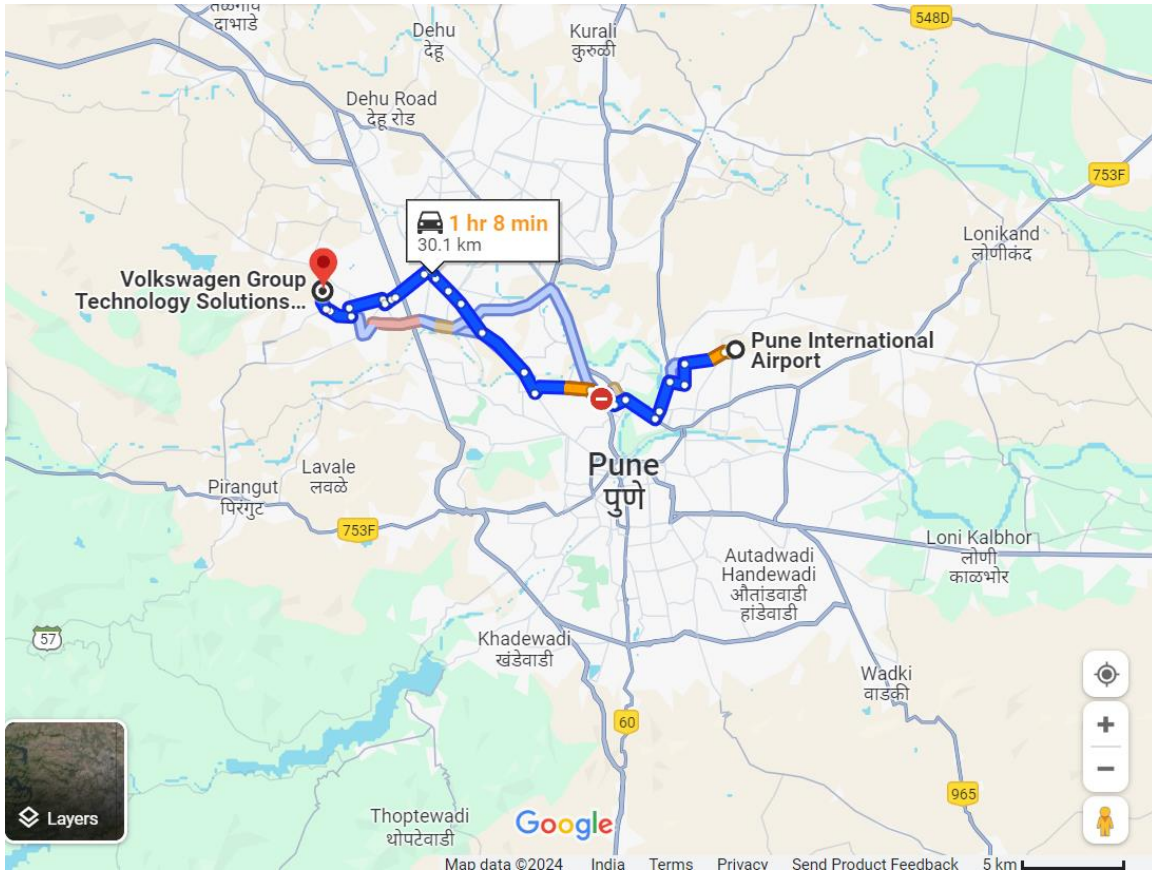 तळेगाव
दाभाडे
Dehu
देहू
Kurali
कुरुळी
548D
Dehu Road
देहू रोड
753F
1 hr 8 min
30.1 km
Lonikand
लोणीकंद
Volkswagen Group
Technology Solutions...
Pune International
Airport
Pune
पुणे
Lavale
लवळे
Pirangut
पिरंगुट
753F
Loni Kalbhor
लोणी
काळभोर
Autadwadi
Handewadi
औतांडवाडी
हांडेवाडी
57
Khadewadi
खंडेवाडी
Wadki
वाडकी
60
965
Layers
Thoptewadi
थोपटेवाडी
Google
Map data ©2024 India Terms Privacy Send Product Feedback 5 km